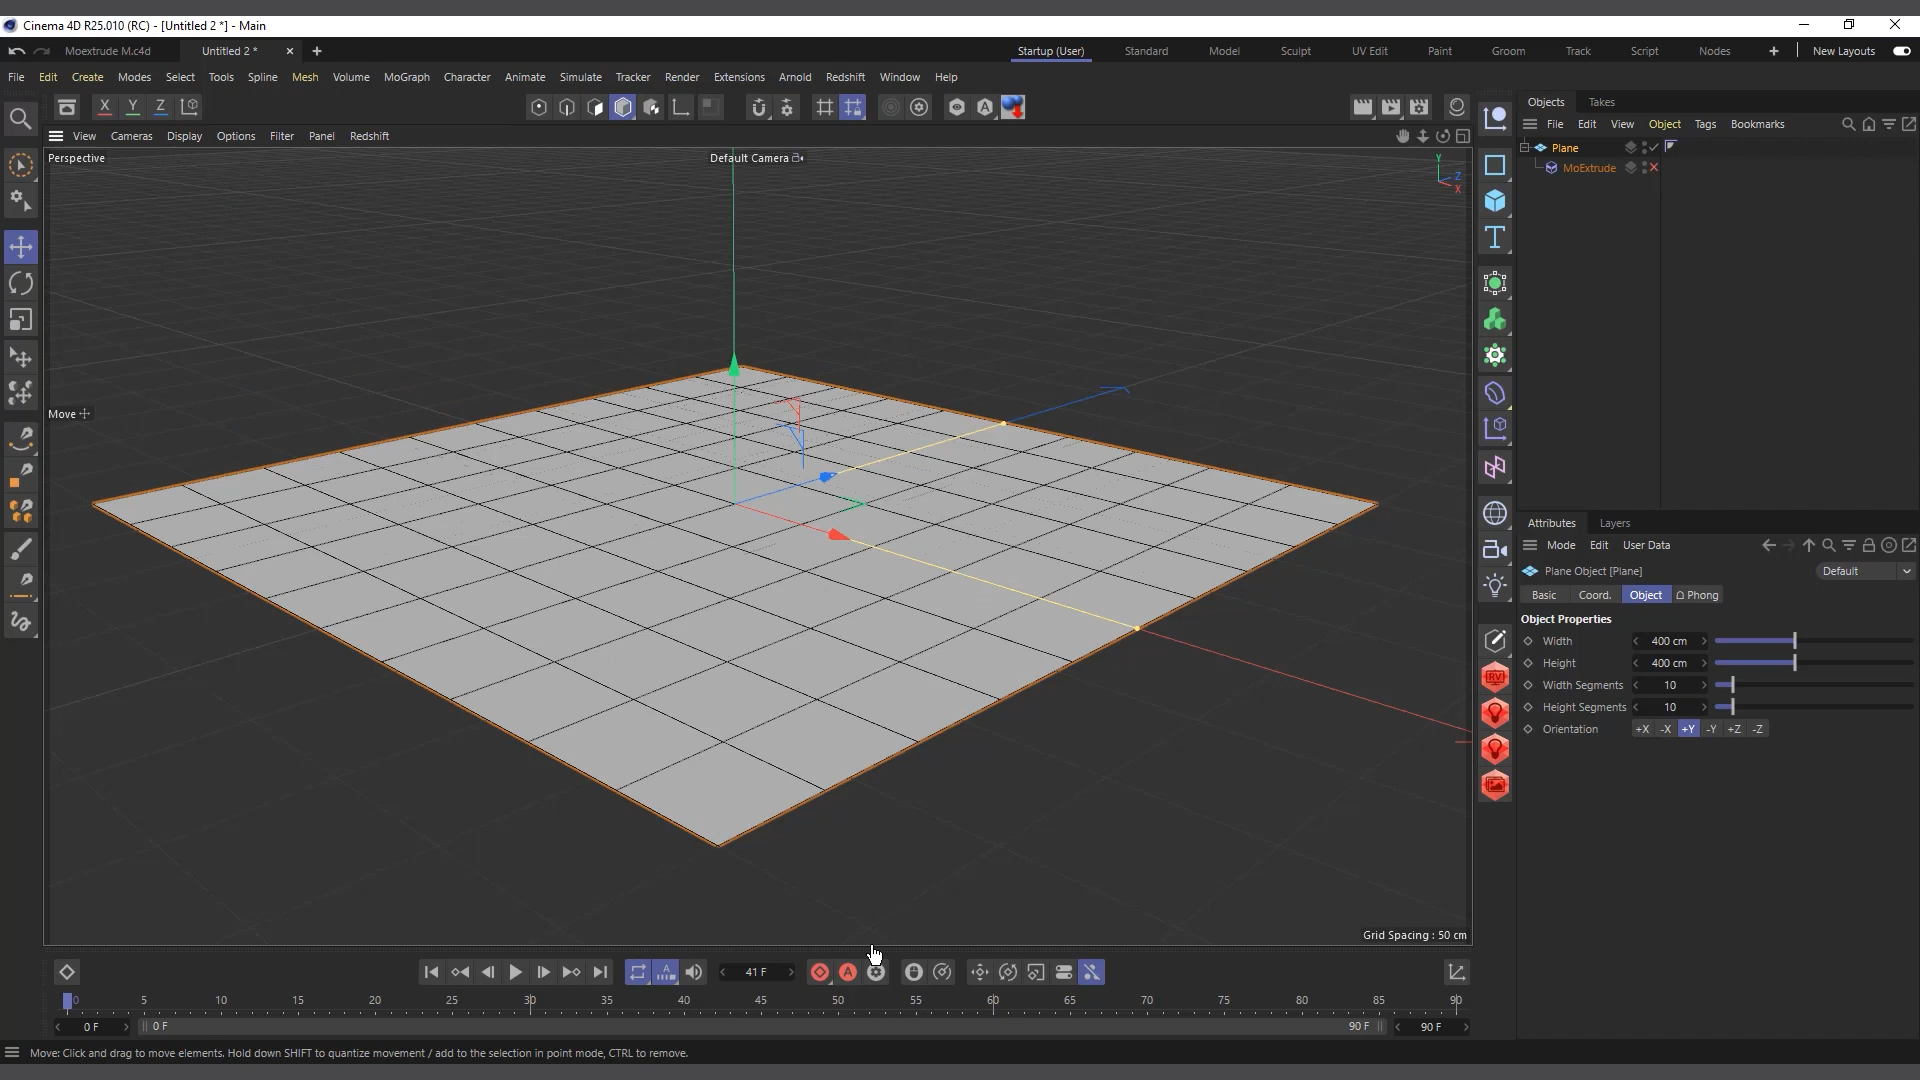 Cinema 4D R25.010 (RC) - [Untitled 2 *] - Main
Moextrude M.c4d Untitled 2 * Startup (User) Standard Model Sculpt UV Edit Paint Groom Track Script Nodes New Layouts
File Edit Create Modes Select Tools Spline Mesh Volume MoGraph Character Animate Simulate Tracker Render Extensions Arnold Redshift Window Help
X Y Z
Objects Takes
File Edit View Object Tags Bookmarks
View Cameras Display Options Filter Panel Redshift
Plane
MoExtrude
Perspective Default Camera
Y
Z
X
Move
Attributes Layers
Mode Edit User Data
Plane Object [Plane] Default
Basic Coord. Object Phong
Object Properties
Width 400 cm
Height 400 cm
Width Segments 10
Height Segments 10
Orientation +X -X +Y -Y +Z -Z
RV
Grid Spacing : 50 cm
A 41 F A
0 5 10 15 20 25 30 35 40 45 50 55 60 65 70 75 80 85 90
0 F 0 F 90 F 90 F
Move: Click and drag to move elements. Hold down SHIFT to quantize movement / add to the selection in point mode, CTRL to remove.